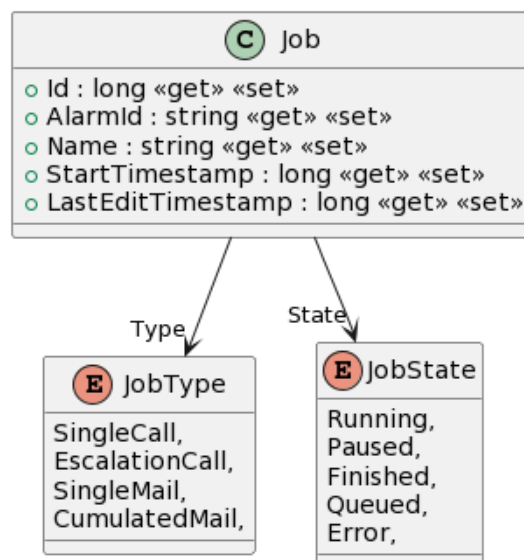 C Job
Id : long «get» «set»
AlarmId : string «get» «set»
Name : string «get» «set»
StartTimestamp : long «get» «set»
LastEditTimestamp : long «get» «set»
Type
State
E JobType
SingleCall,
EscalationCall,
SingleMail,
CumulatedMail,
E JobState
Running,
Paused,
Finished,
Queued,
Error,